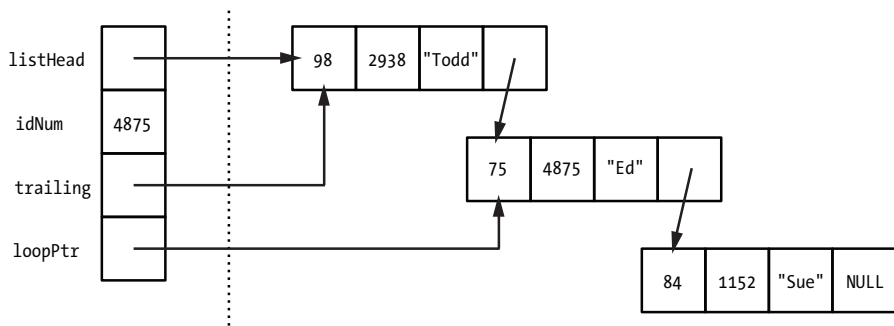 listHead
98 2938 "Todd"
idNum 4875
75 4875 "Ed"
trailing
loopPtr
84 1152 "Sue" NULL